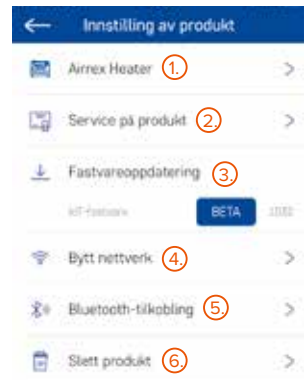 Innstilling av produkt
Airrex Heater 1.
Service på produkt 2.
Fastvareoppdatering 3.
BETA
Bytt nettverk 4.
Bluetooth-tilkobling 5.
Slett produkt 6.